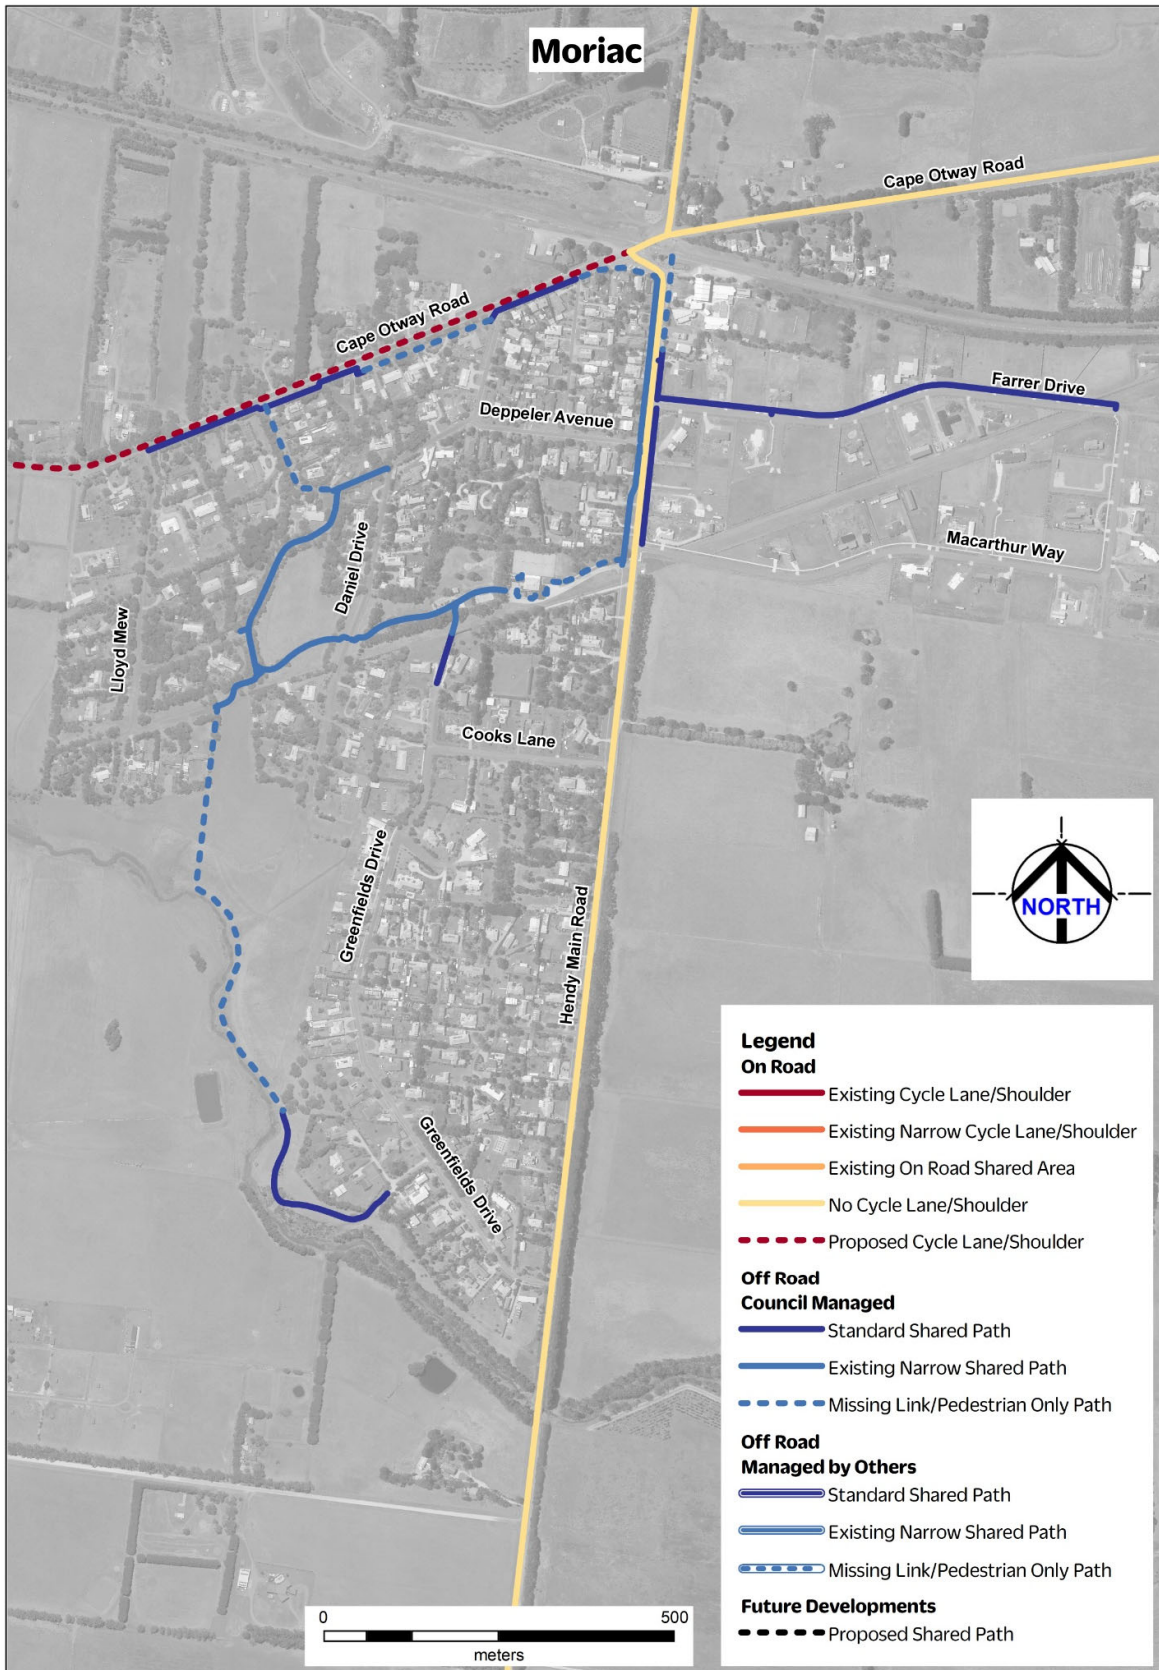 Moriac
Cape Otway Road
Cape Otway Road
Farrer Drive
Deppeler Avenue
Macarthur Way
Daniel Drive
Lloyd Mew
Cooks Lane
Greenfields Drive
Hendy Main Road
NORTH
Greenfields Drive
Legend
On Road
Existing Cycle Lane/Shoulder
Existing Narrow Cycle Lane/Shoulder
Existing On Road Shared Area
No Cycle Lane/Shoulder
Proposed Cycle Lane/Shoulder
Off Road
Council Managed
Standard Shared Path
Existing Narrow Shared Path
Missing Link/Pedestrian Only Path
Off Road
Managed by Others
Standard Shared Path
Existing Narrow Shared Path
Missing Link/Pedestrian Only Path
Future Developments
Proposed Shared Path
0 500
meters